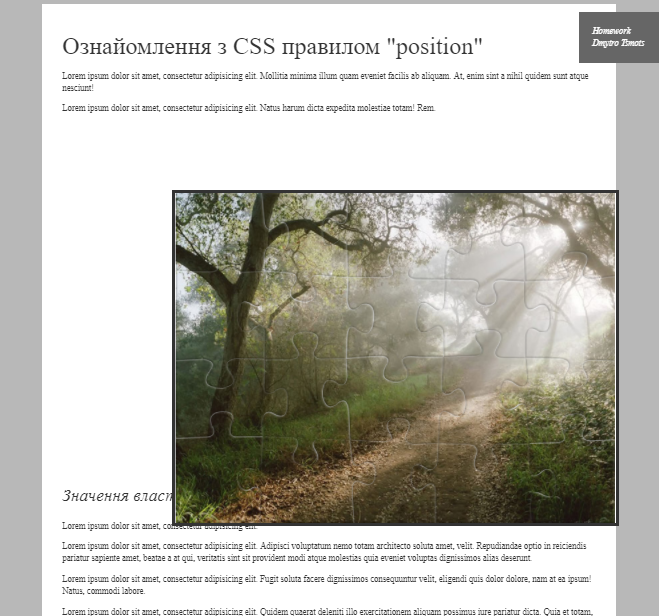 Homework
Dmytro Tsmots
Ознайомлення з CSS правилом "position"
Lorem ipsum dolor sit amet, consectetur adipisicing elit. Mollitia minima illum quam eveniet facilis ab aliquam. At, enim sint a nihil quidem sunt atque
nesciunt!
Lorem ipsum dolor sit amet, consectetur adipisicing elit. Natus harum dicta expedita molestiae totam! Rem.
Значення власт
Lorem ipsum dolor sit amet, consectetur adipisicing elit.
Lorem ipsum dolor sit amet, consectetur adipisicing elit. Adipisci voluptatum nemo totam architecto soluta amet, velit. Repudiandae optio in reiciendis
pariatur sapiente amet, beatae a at qui, veritatis sint sit provident modi atque molestias quia eveniet voluptas dignissimos alias deserunt.
Lorem ipsum dolor sit amet, consectetur adipisicing elit. Fugit soluta facere dignissimos consequuntur velit, eligendi quis dolor dolore, nam at ea ipsum!
Natus, commodi labore.
Lorem ipsum dolor sit amet, consectetur adipisicing elit. Quidem quaerat deleniti illo exercitationem aliquam possimus iure pariatur dicta. Quia et totam,